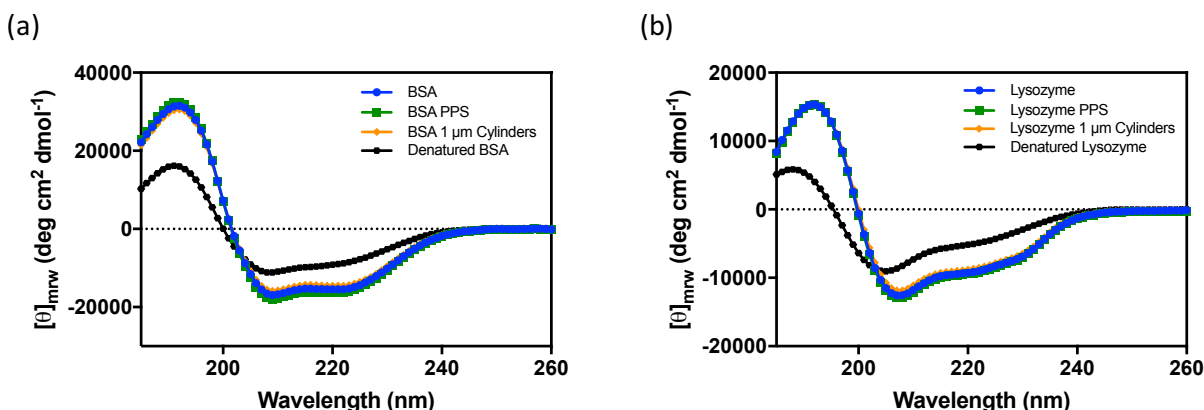 (a)
(b)
40000
20000
0
-20000
[θ]mrw (deg cm² dmol⁻¹)
BSA
BSA PPS
BSA 1 µm Cylinders
Denatured BSA
200
220
240
260
Wavelength (nm)
20000
10000
0
-10000
-20000
[θ]mrw (deg cm² dmol⁻¹)
Lysozyme
Lysozyme PPS
Lysozyme 1 µm Cylinders
Denatured Lysozyme
200
220
240
260
Wavelength (nm)